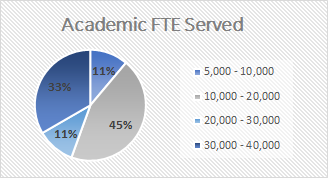 Academic FTE Served
11%
33%
45%
11%
5,000 - 10,000
10,000 - 20,000
20,000 - 30,000
30,000 - 40,000